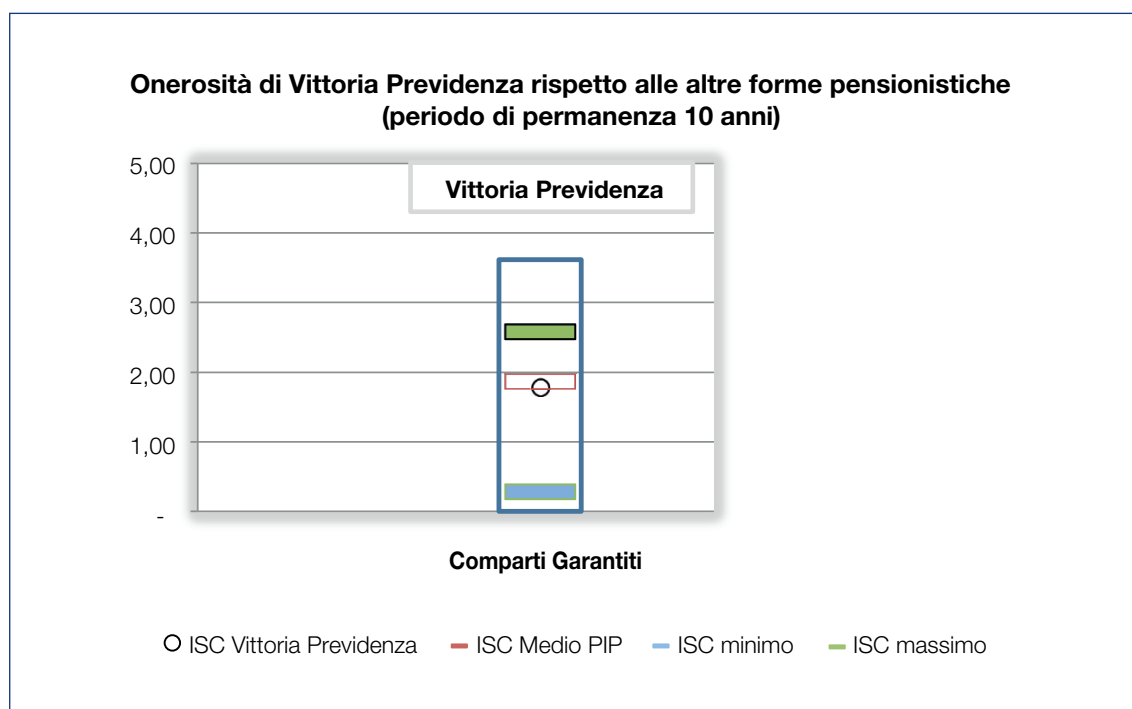 Onerosità di Vittoria Previdenza rispetto alle altre forme pensionistiche
(periodo di permanenza 10 anni)
5,00
Vittoria Previdenza
4,00
3,00
2,00
1,00
-
Comparti Garantiti
ISC Vittoria Previdenza
ISC Medio PIP
ISC minimo
ISC massimo